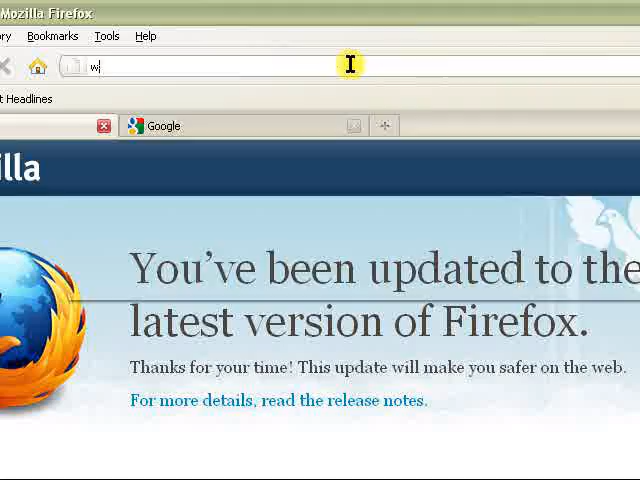 Mozilla Firefox
ry Bookmarks Tools Help
w
t Headlines
Google
illa
You've been updated to the
latest version of Firefox.
Thanks for your time! This update will make you safer on the web.
For more details, read the release notes.